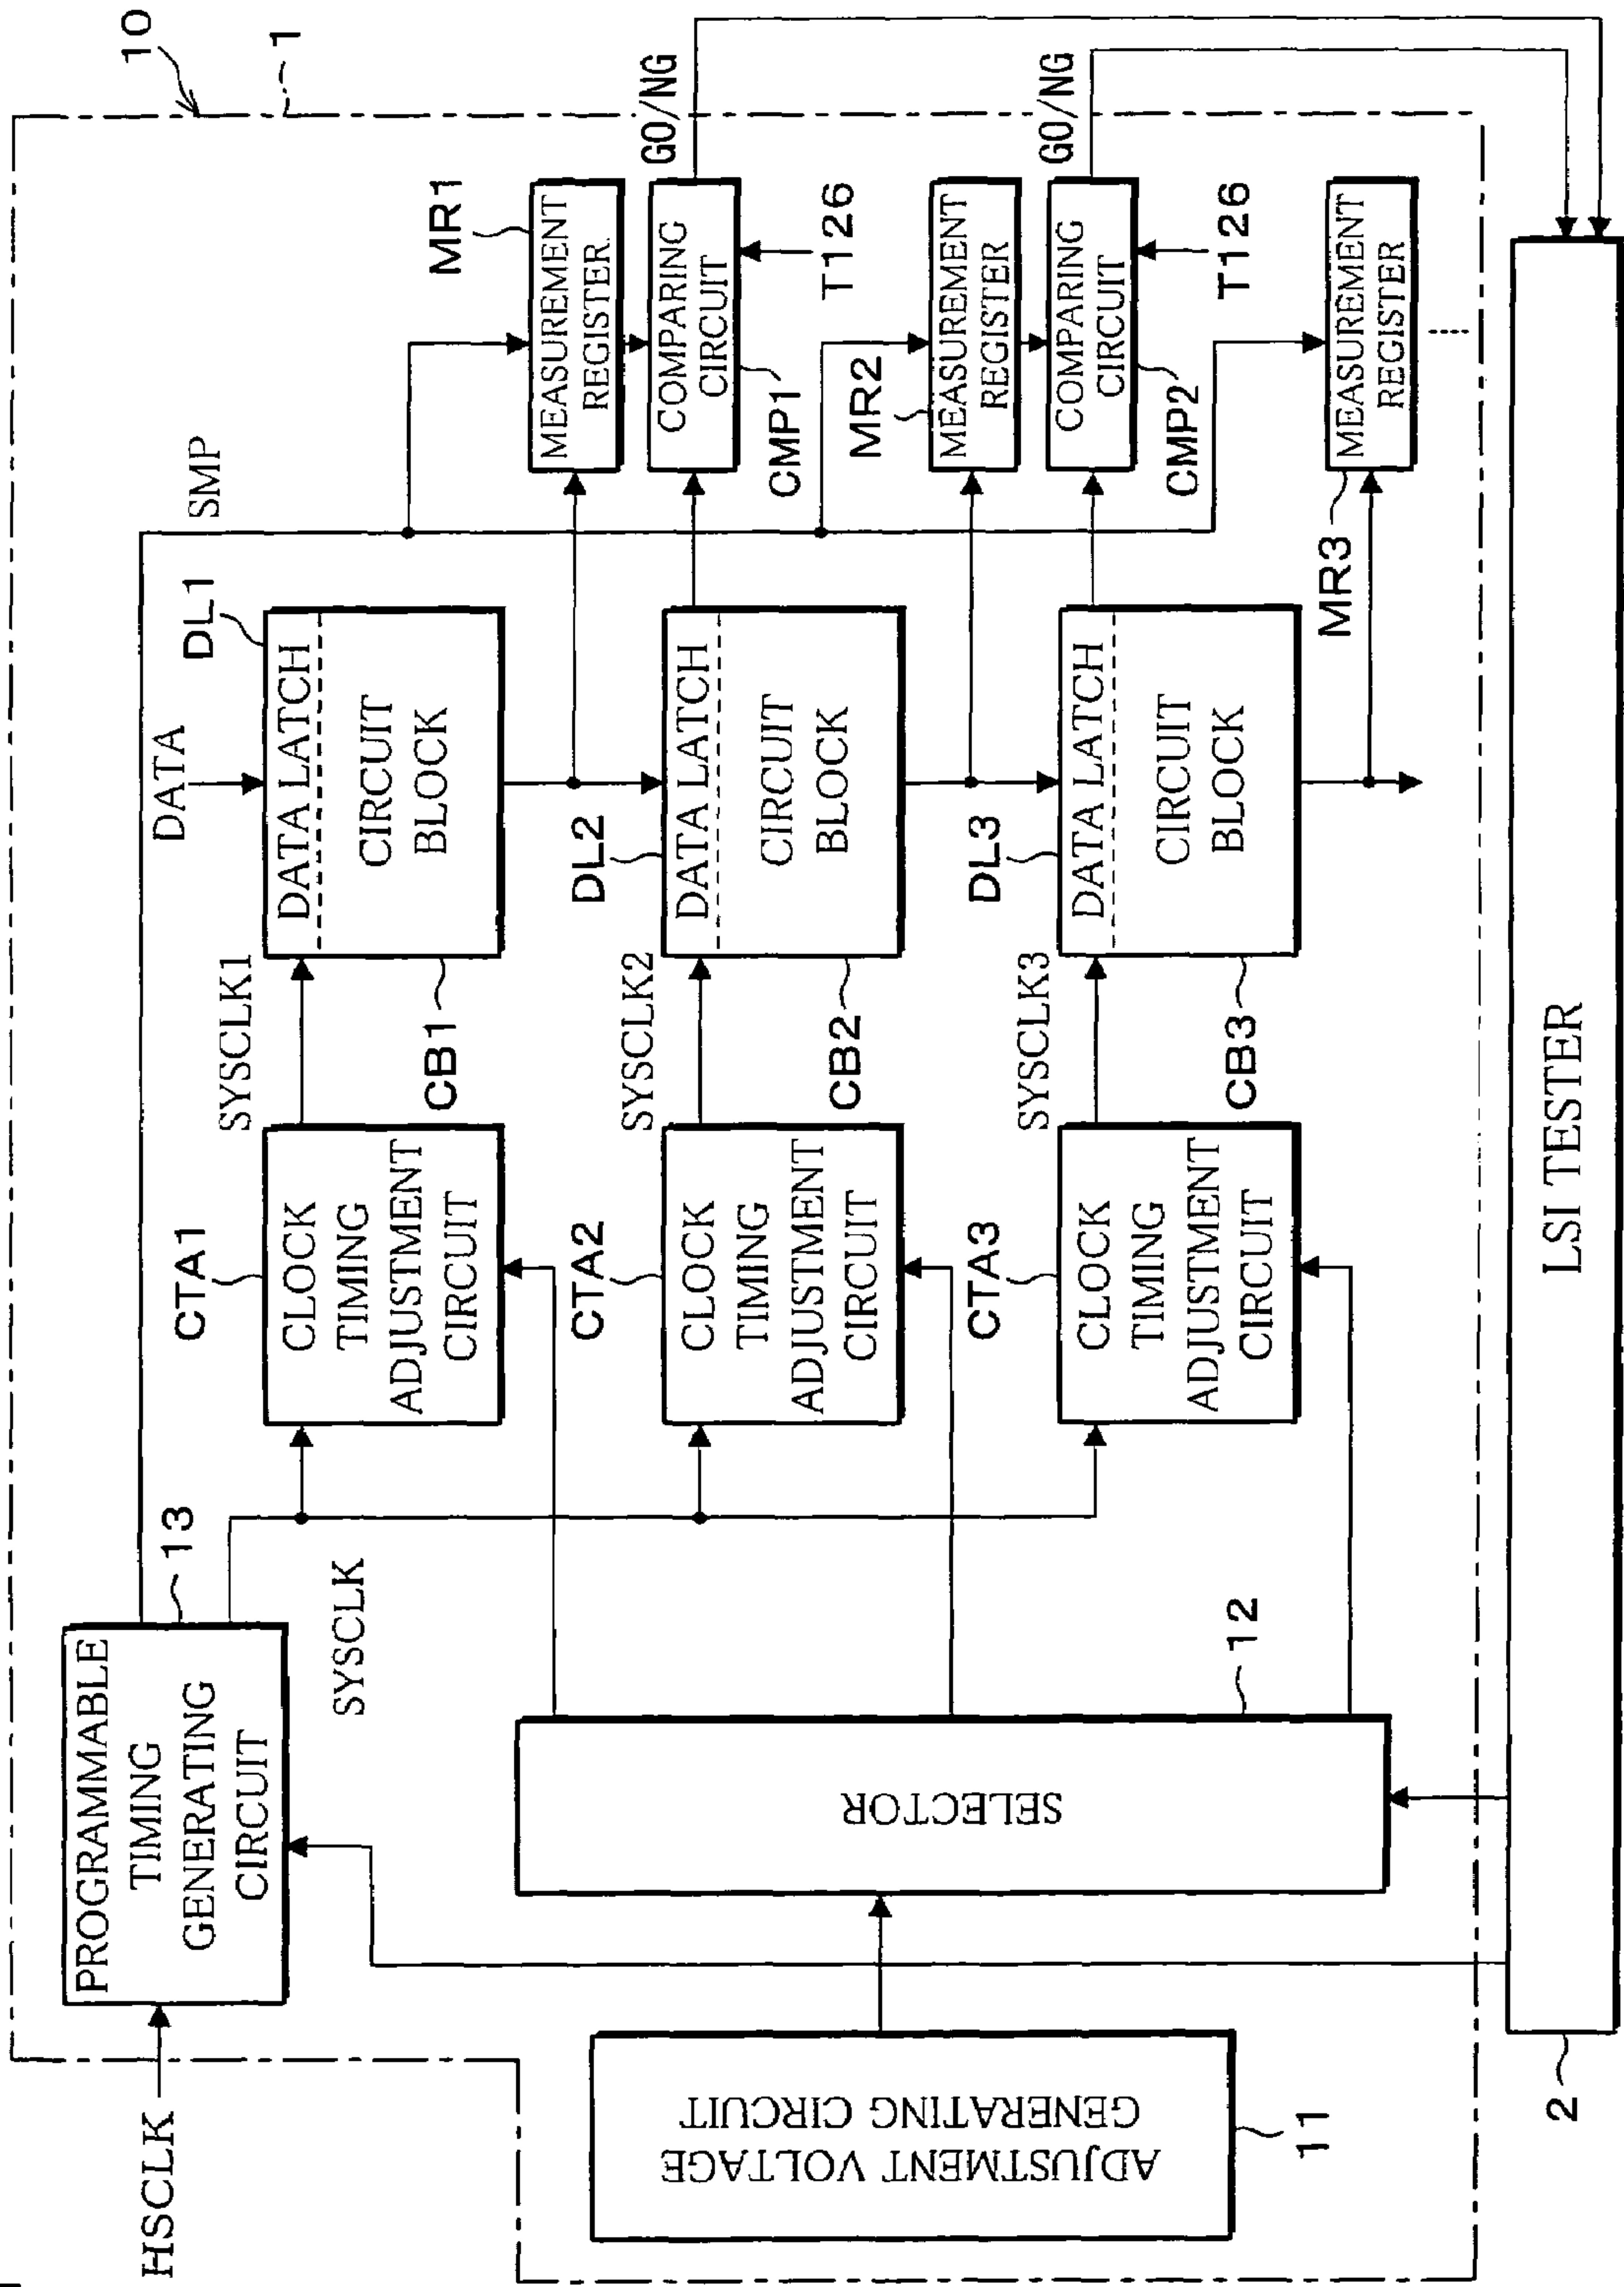 10
1
HSCLK
PROGRAMMABLE
TIMING
GENERATING
CIRCUIT
13
SMP
SYSCLK
DATA
CTA1
CLOCK
TIMING
ADJUSTMENT
CIRCUIT
SYSCLK1
DL1
DATA LATCH
CIRCUIT
BLOCK
CB1
MR1
MEASUREMENT
REGISTER.
COMPARING
CIRCUIT
CMP1
GO/NG
T126
CTA2
CLOCK
TIMING
ADJUSTMENT
CIRCUIT
SYSCLK2
DL2
DATA LATCH
CIRCUIT
BLOCK
CB2
MR2
MEASUREMENT
REGISTER
COMPARING
CIRCUIT
CMP2
GO/NG
T126
CTA3
CLOCK
TIMING
ADJUSTMENT
CIRCUIT
SYSCLK3
DL3
DATA LATCH
CIRCUIT
BLOCK
CB3
MR3
MEASUREMENT
REGISTER
ADJUSTMENT VOLTAGE
GENERATING CIRCUIT
11
SELECTOR
12
LSI TESTER
2